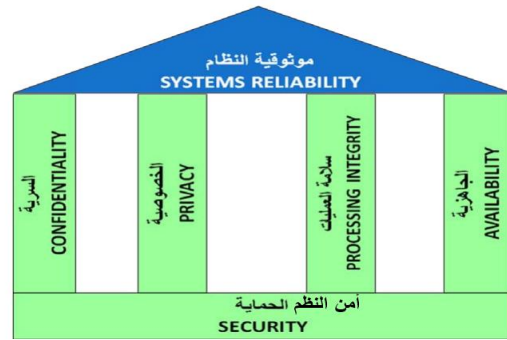 موثوقية النظام
SYSTEMS RELIABILITY
السرية
CONFIDENTIALITY
الخصوصية
PRIVACY
سلامة العمليات
PROCESSING INTEGRITY
الجاهزية
AVAILABILITY
أمن النظم الحماية
SECURITY